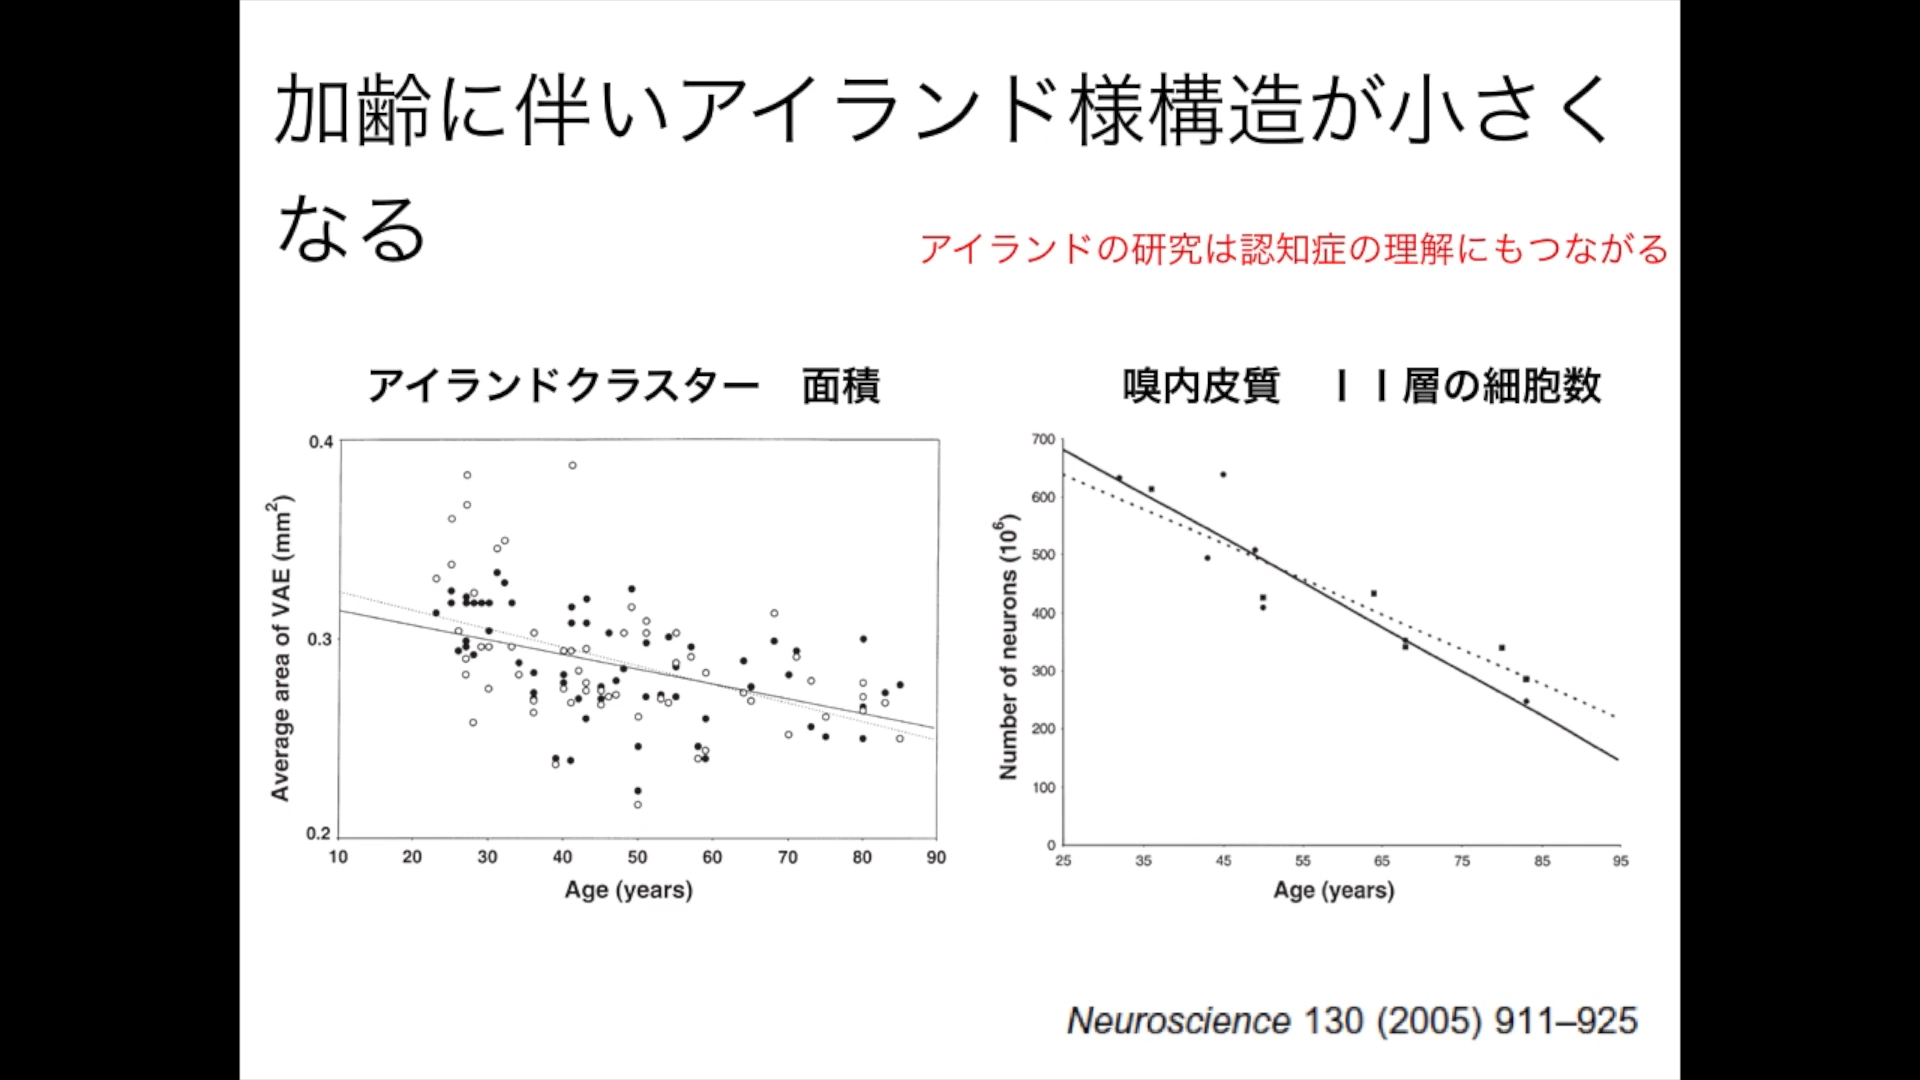 加齢に伴いアイランド様構造が小さく
なる
アイランドの研究は認知症の理解にもつながる
アイランドクラスター　面積
0.4
0.3
0.2
Average area of VAE (mm²)
10 20 30 40 50 60 70 80 90
Age (years)
嗅内皮質　ＩＩ層の細胞数
700
600
500
400
300
200
100
0
Number of neurons (10⁶)
25 35 45 55 65 75 85 95
Age (years)
Neuroscience 130 (2005) 911–925